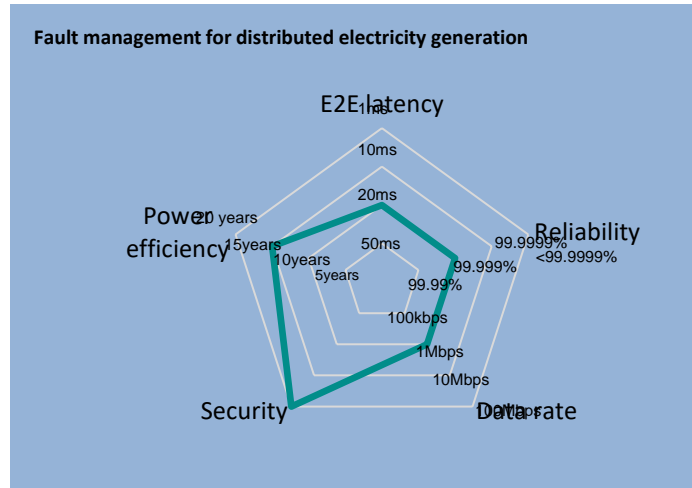 Fault management for distributed electricity generation
E2E latency
1ms
10ms
20ms
50ms
Power
efficiency
20 years
15years
10years
5years
Reliability
<99.9999%
99.9999%
99.999%
99.99%
100kbps
1Mbps
10Mbps
100Mbps
Security
Data rate